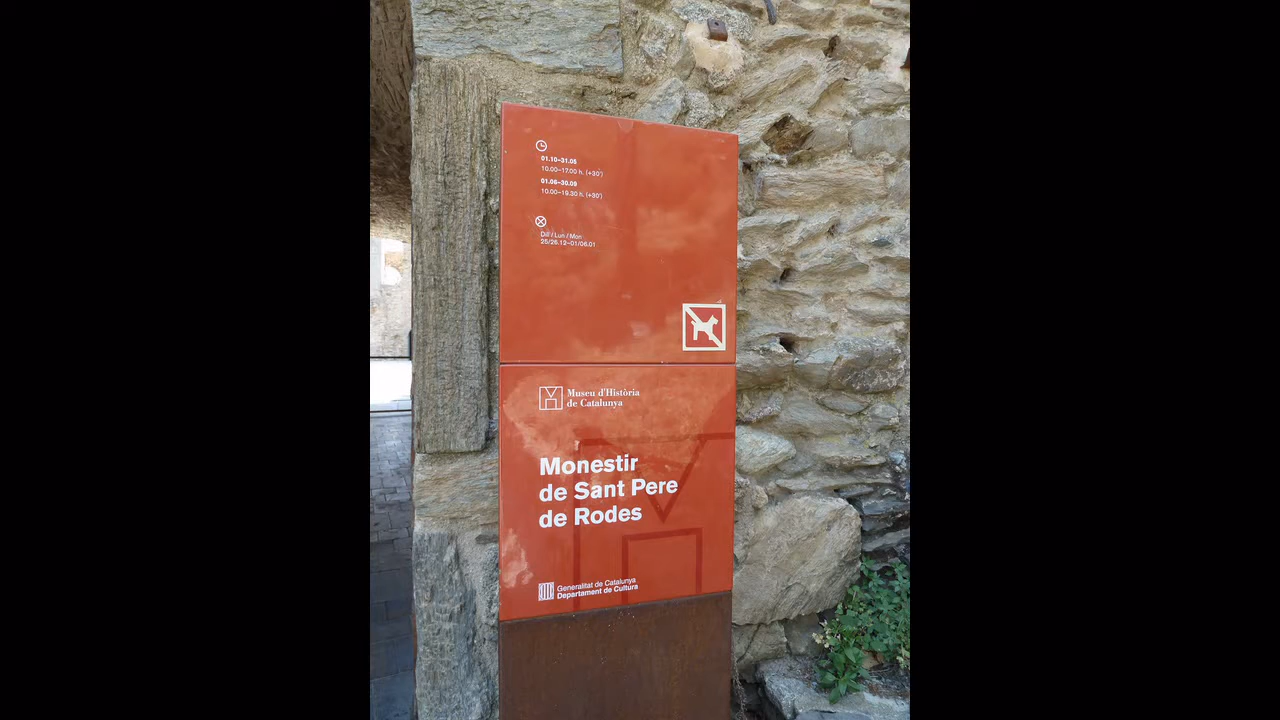 01.10–31.05
10.00–17.00 h. (+30')
01.06–30.09
10.00–19.30 h. (+30')
Dill / Lun / Mon
25/26.12–01/06.01
Museu d'Història
de Catalunya
Monestir
de Sant Pere
de Rodes
Generalitat de Catalunya
Departament de Cultura